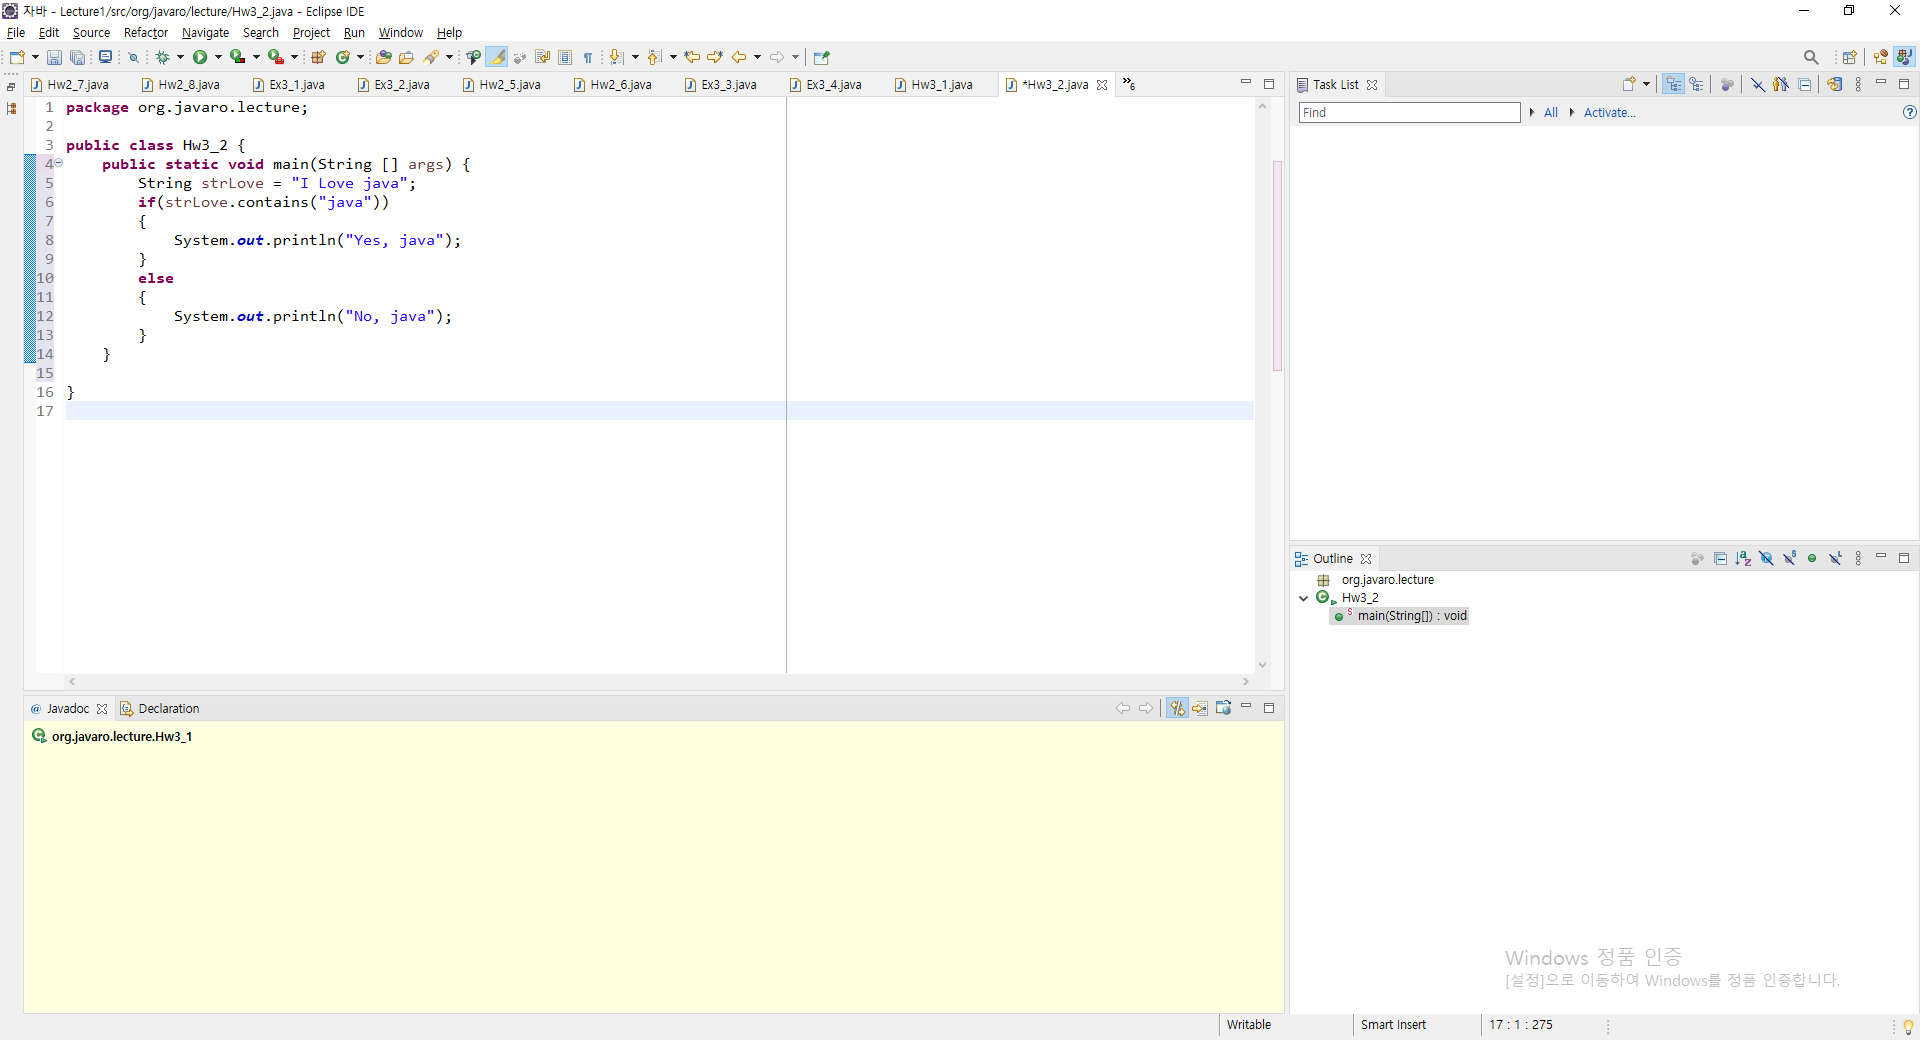 자바 - Lecture1/src/org/javaro/lecture/Hw3_2.java - Eclipse IDE
File Edit Source Refactor Navigate Search Project Run Window Help
Hw2_7.java Hw2_8.java Ex3_1.java Ex3_2.java Hw2_5.java Hw2_6.java Ex3_3.java Ex3_4.java Hw3_1.java *Hw3_2.java »6
1 package org.javaro.lecture;
2
3 public class Hw3_2 {
4 public static void main(String [] args) {
5 String strLove = "I Love java";
6 if(strLove.contains("java"))
7 {
8 System.out.println("Yes, java");
9 }
10 else
11 {
12 System.out.println("No, java");
13 }
14 }
15
16 }
17
Task List
Find All Activate...
Outline
org.javaro.lecture
Hw3_2
main(String[]) : void
@ Javadoc Declaration
org.javaro.lecture.Hw3_1
Windows 정품 인증
[설정]으로 이동하여 Windows를 정품 인증합니다.
Writable Smart Insert 17 : 1 : 275